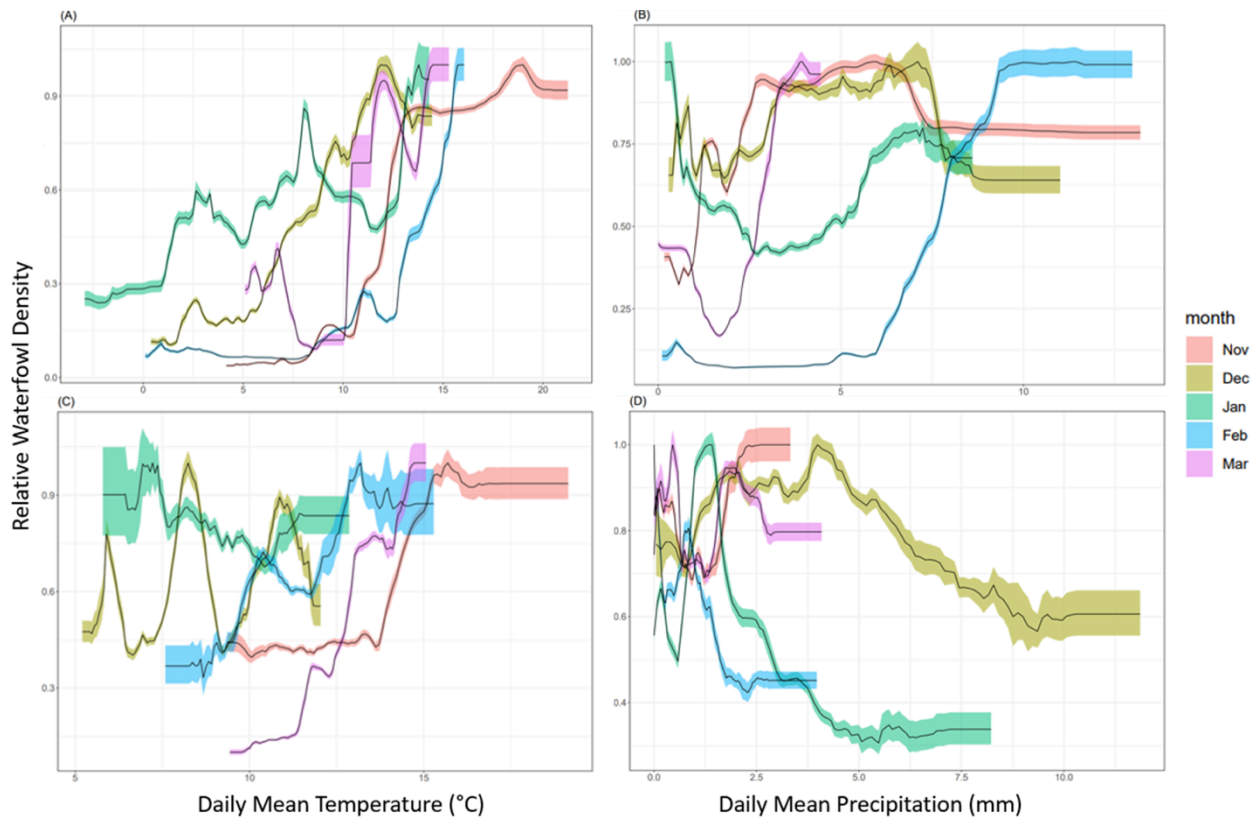 (A)
(B)
0.9
0.6
0.3
0.0
0
5
10
15
20
1.00
0.75
0.50
0.25
0
5
10
(C)
(D)
0.9
0.6
0.3
5
10
15
1.0
0.8
0.6
0.4
0.0
2.5
5.0
7.5
10.0
Relative Waterfowl Density
Daily Mean Temperature (°C)
Daily Mean Precipitation (mm)
month
Nov
Dec
Jan
Feb
Mar